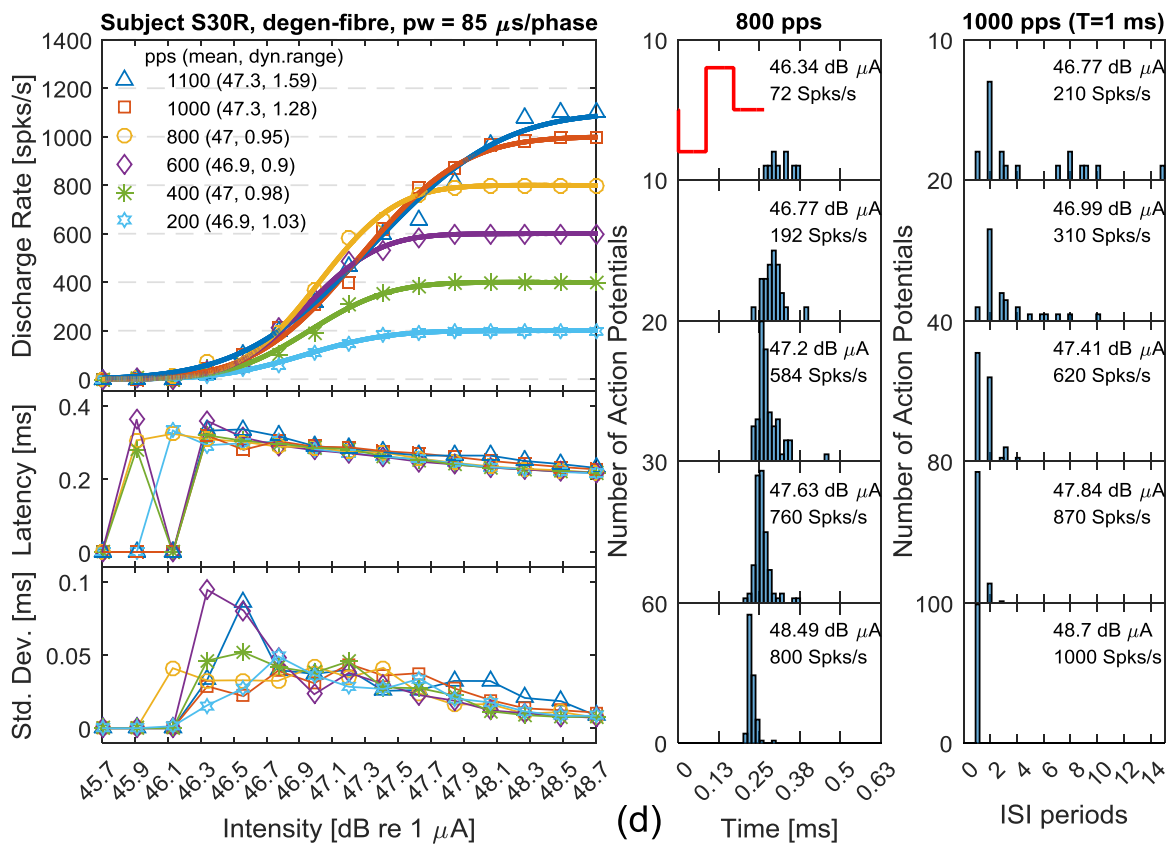 Subject S30R, degen-fibre, pw = 85 μs/phase
pps (mean, dyn.range)
1100 (47.3, 1.59)
1000 (47.3, 1.28)
800 (47, 0.95)
600 (46.9, 0.9)
400 (47, 0.98)
200 (46.9, 1.03)
Discharge Rate [spks/s]
1400
1200
1000
800
600
400
200
0
Latency [ms]
0.4
0.2
0
Std. Dev. [ms]
0.1
0.05
0
45.7
45.9
46.1
46.3
46.5
46.7
46.9
47.1
47.3
47.5
47.7
47.9
48.1
48.3
48.5
48.7
Intensity [dB re 1 μA]
(d)
800 pps
Number of Action Potentials
10
46.34 dB μA
72 Spks/s
10
46.77 dB μA
192 Spks/s
20
47.2 dB μA
584 Spks/s
30
47.63 dB μA
760 Spks/s
60
48.49 dB μA
800 Spks/s
0
0
0.13
0.25
0.38
0.5
0.63
Time [ms]
1000 pps (T=1 ms)
Number of Action Potentials
10
46.77 dB μA
210 Spks/s
20
46.99 dB μA
310 Spks/s
40
47.41 dB μA
620 Spks/s
80
47.84 dB μA
870 Spks/s
100
48.7 dB μA
1000 Spks/s
0
0
2
4
6
8
10
12
14
ISI periods